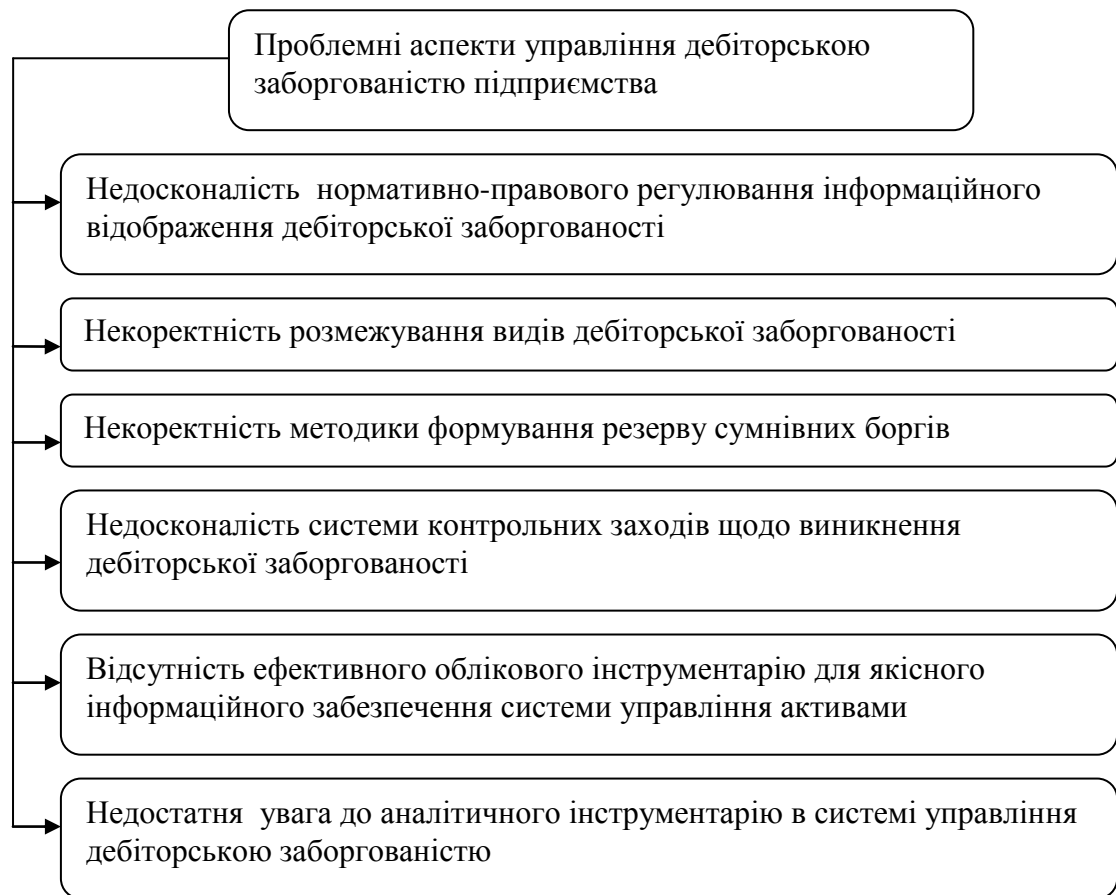 Проблемні аспекти управління дебіторською
заборгованістю підприємства
Недосконалість нормативно-правового регулювання інформаційного
відображення дебіторської заборгованості
Некоректність розмежування видів дебіторської заборгованості
Некоректність методики формування резерву сумнівних боргів
Недосконалість системи контрольних заходів щодо виникнення
дебіторської заборгованості
Відсутність ефективного облікового інструментарію для якісного
інформаційного забезпечення системи управління активами
Недостатня увага до аналітичного інструментарію в системі управління
дебіторською заборгованістю